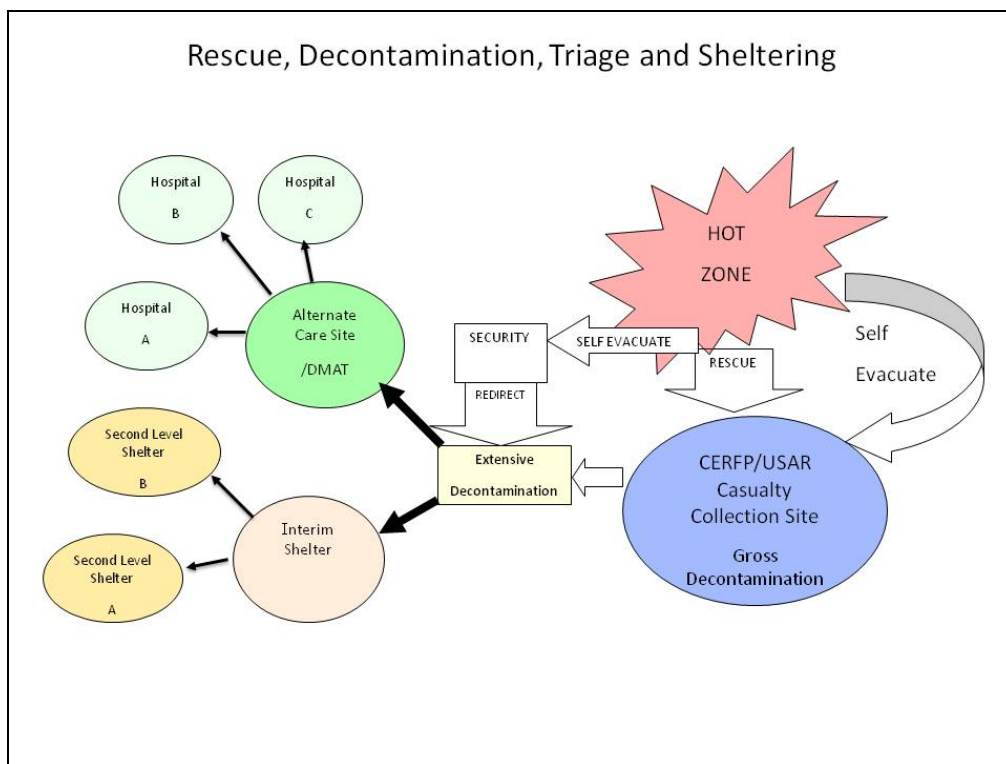 Rescue, Decontamination, Triage and Sheltering
Hospital
B
Hospital
C
HOT
ZONE
Hospital
A
Alternate
Care Site
/DMAT
SECURITY
SELF EVACUATE
RESCUE
Self
Evacuate
REDIRECT
Second Level
Shelter
B
Extensive
Decontamination
CERFP/USAR
Casualty
Collection Site
Gross
Decontamination
Interim
Shelter
Second Level
Shelter
A